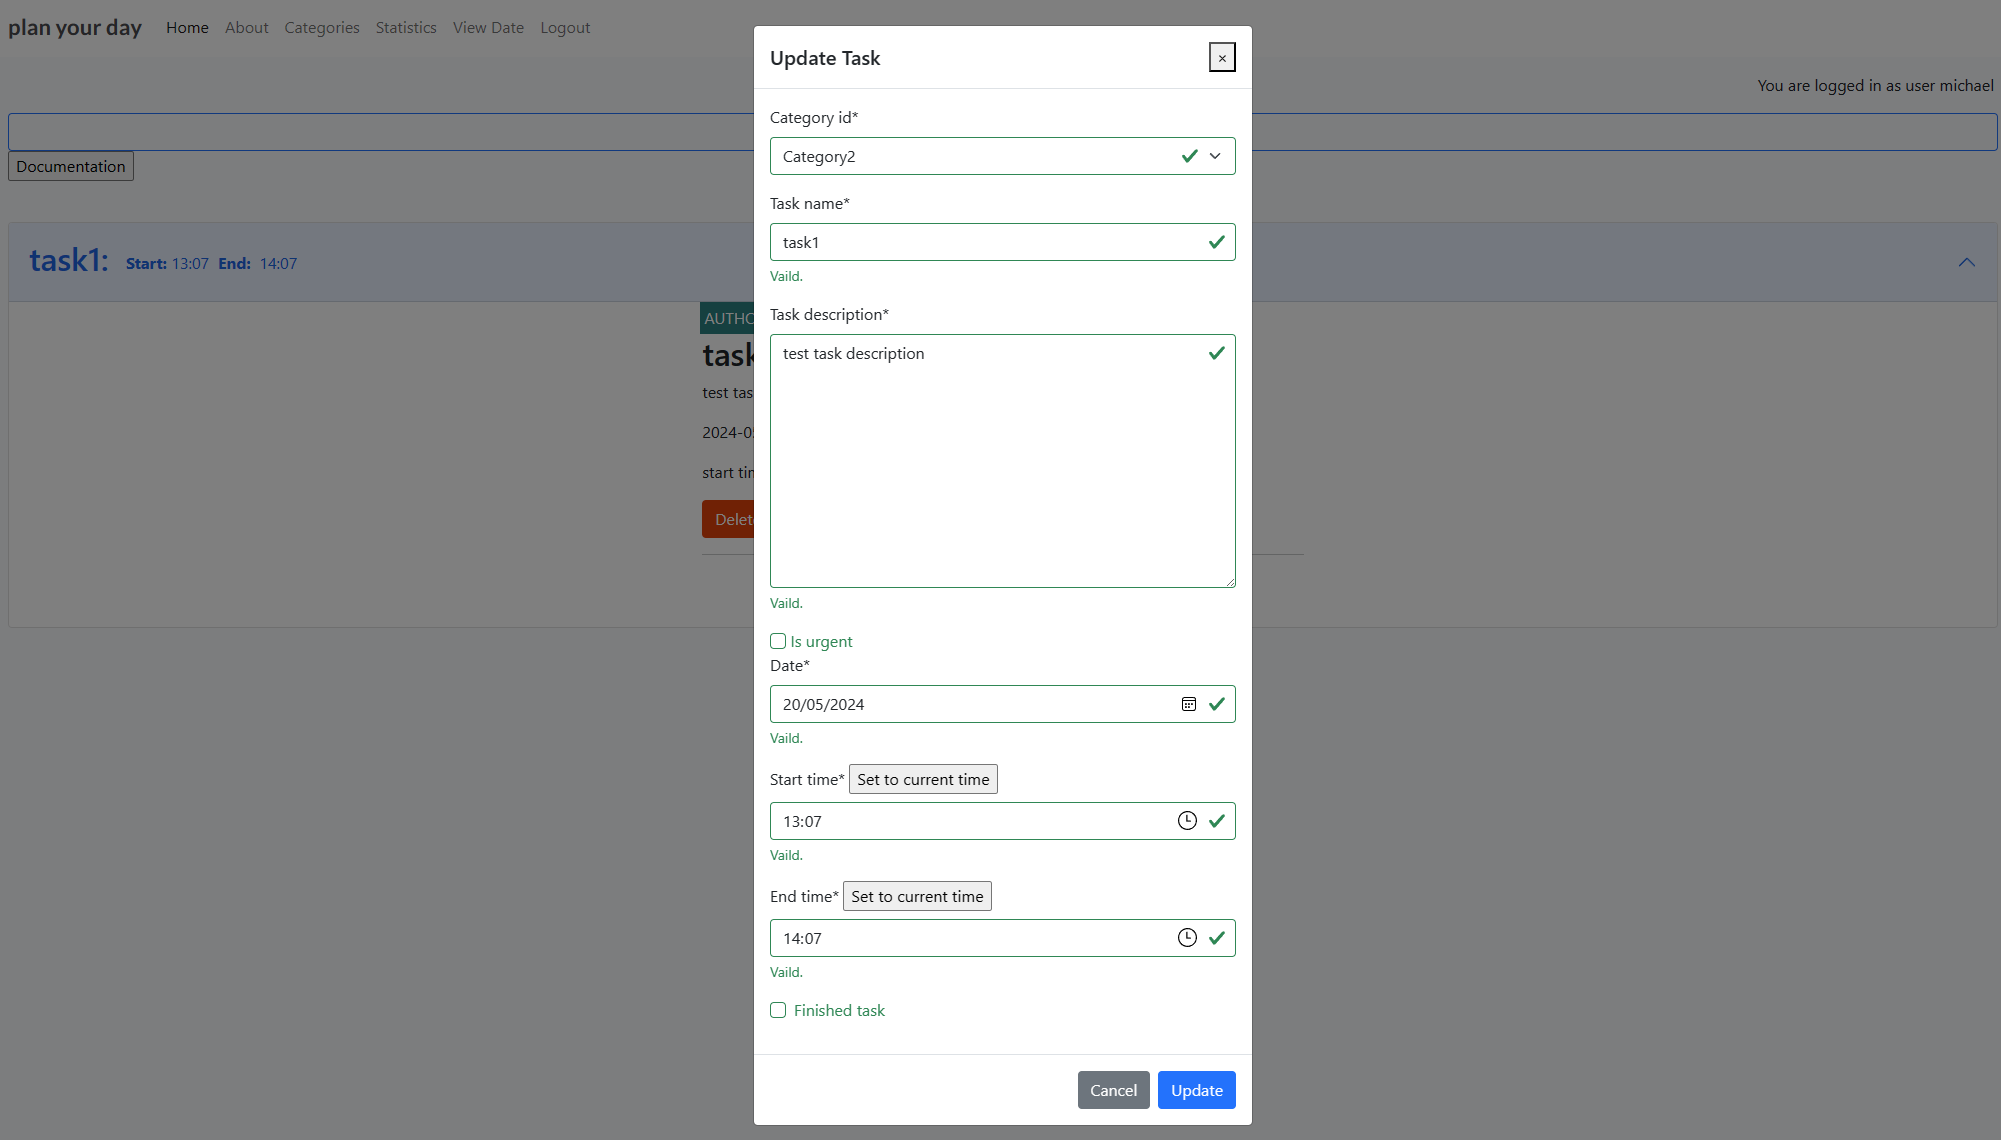 plan your day Home About Categories Statistics View Date Logout
You are logged in as user michael
Documentation
task1: Start: 13:07 End: 14:07
AUTHO
task
test tas
2024-0
start tim
Delete
Update Task
×
Category id*
Category2
Task name*
task1
Vaild.
Task description*
test task description
Vaild.
Is urgent
Date*
20/05/2024
Vaild.
Start time* Set to current time
13:07
Vaild.
End time* Set to current time
14:07
Vaild.
Finished task
Cancel Update